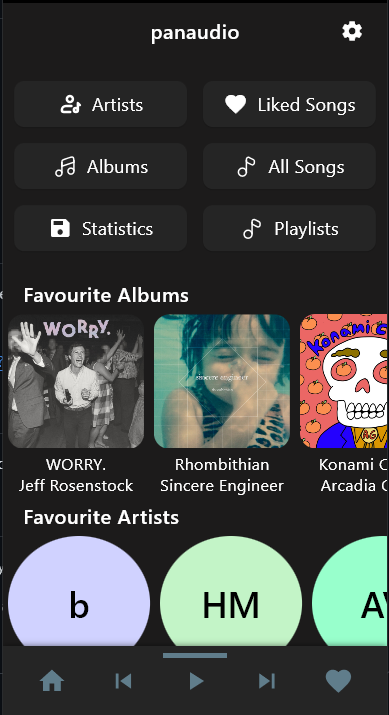 panaudio
Artists
Liked Songs
Albums
All Songs
Statistics
Playlists
Favourite Albums
WORRY.
sincere engineer
Konami C
RG
WORRY.
Jeff Rosenstock
Rhombithian
Sincere Engineer
Konami C
Arcadia G
Favourite Artists
b
HM
AV